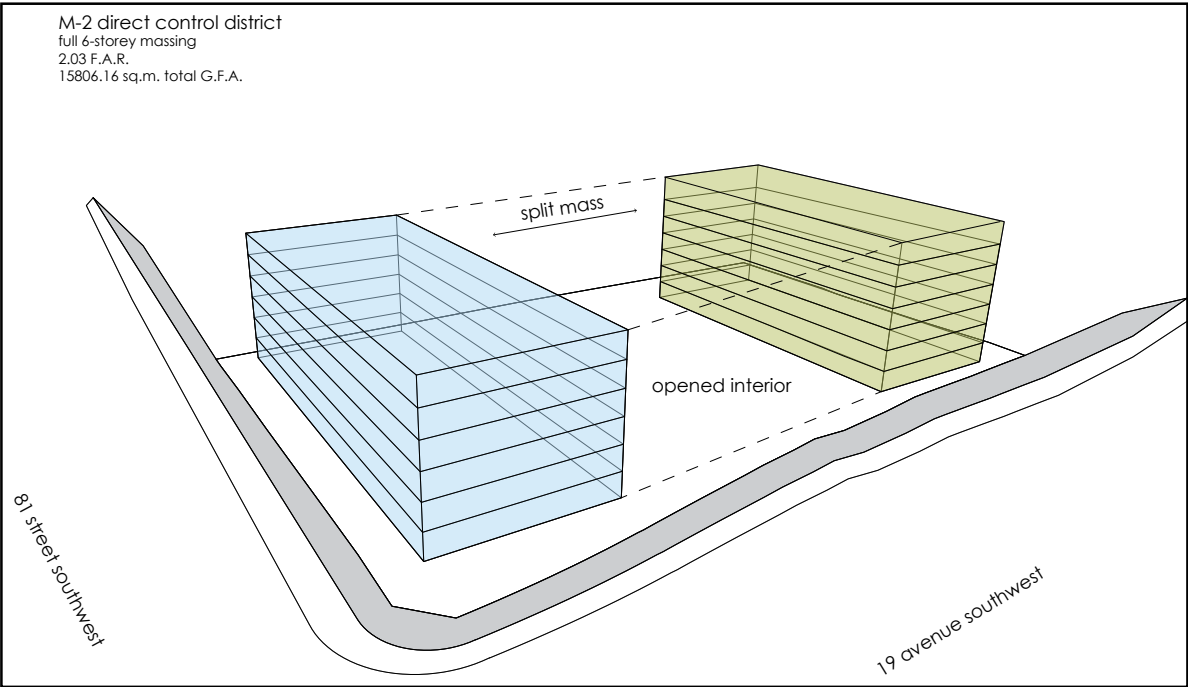 M-2 direct control district
full 6-storey massing
2.03 F.A.R.
15806.16 sq.m. total G.F.A.
split mass
opened interior
81 street southwest
19 avenue southwest